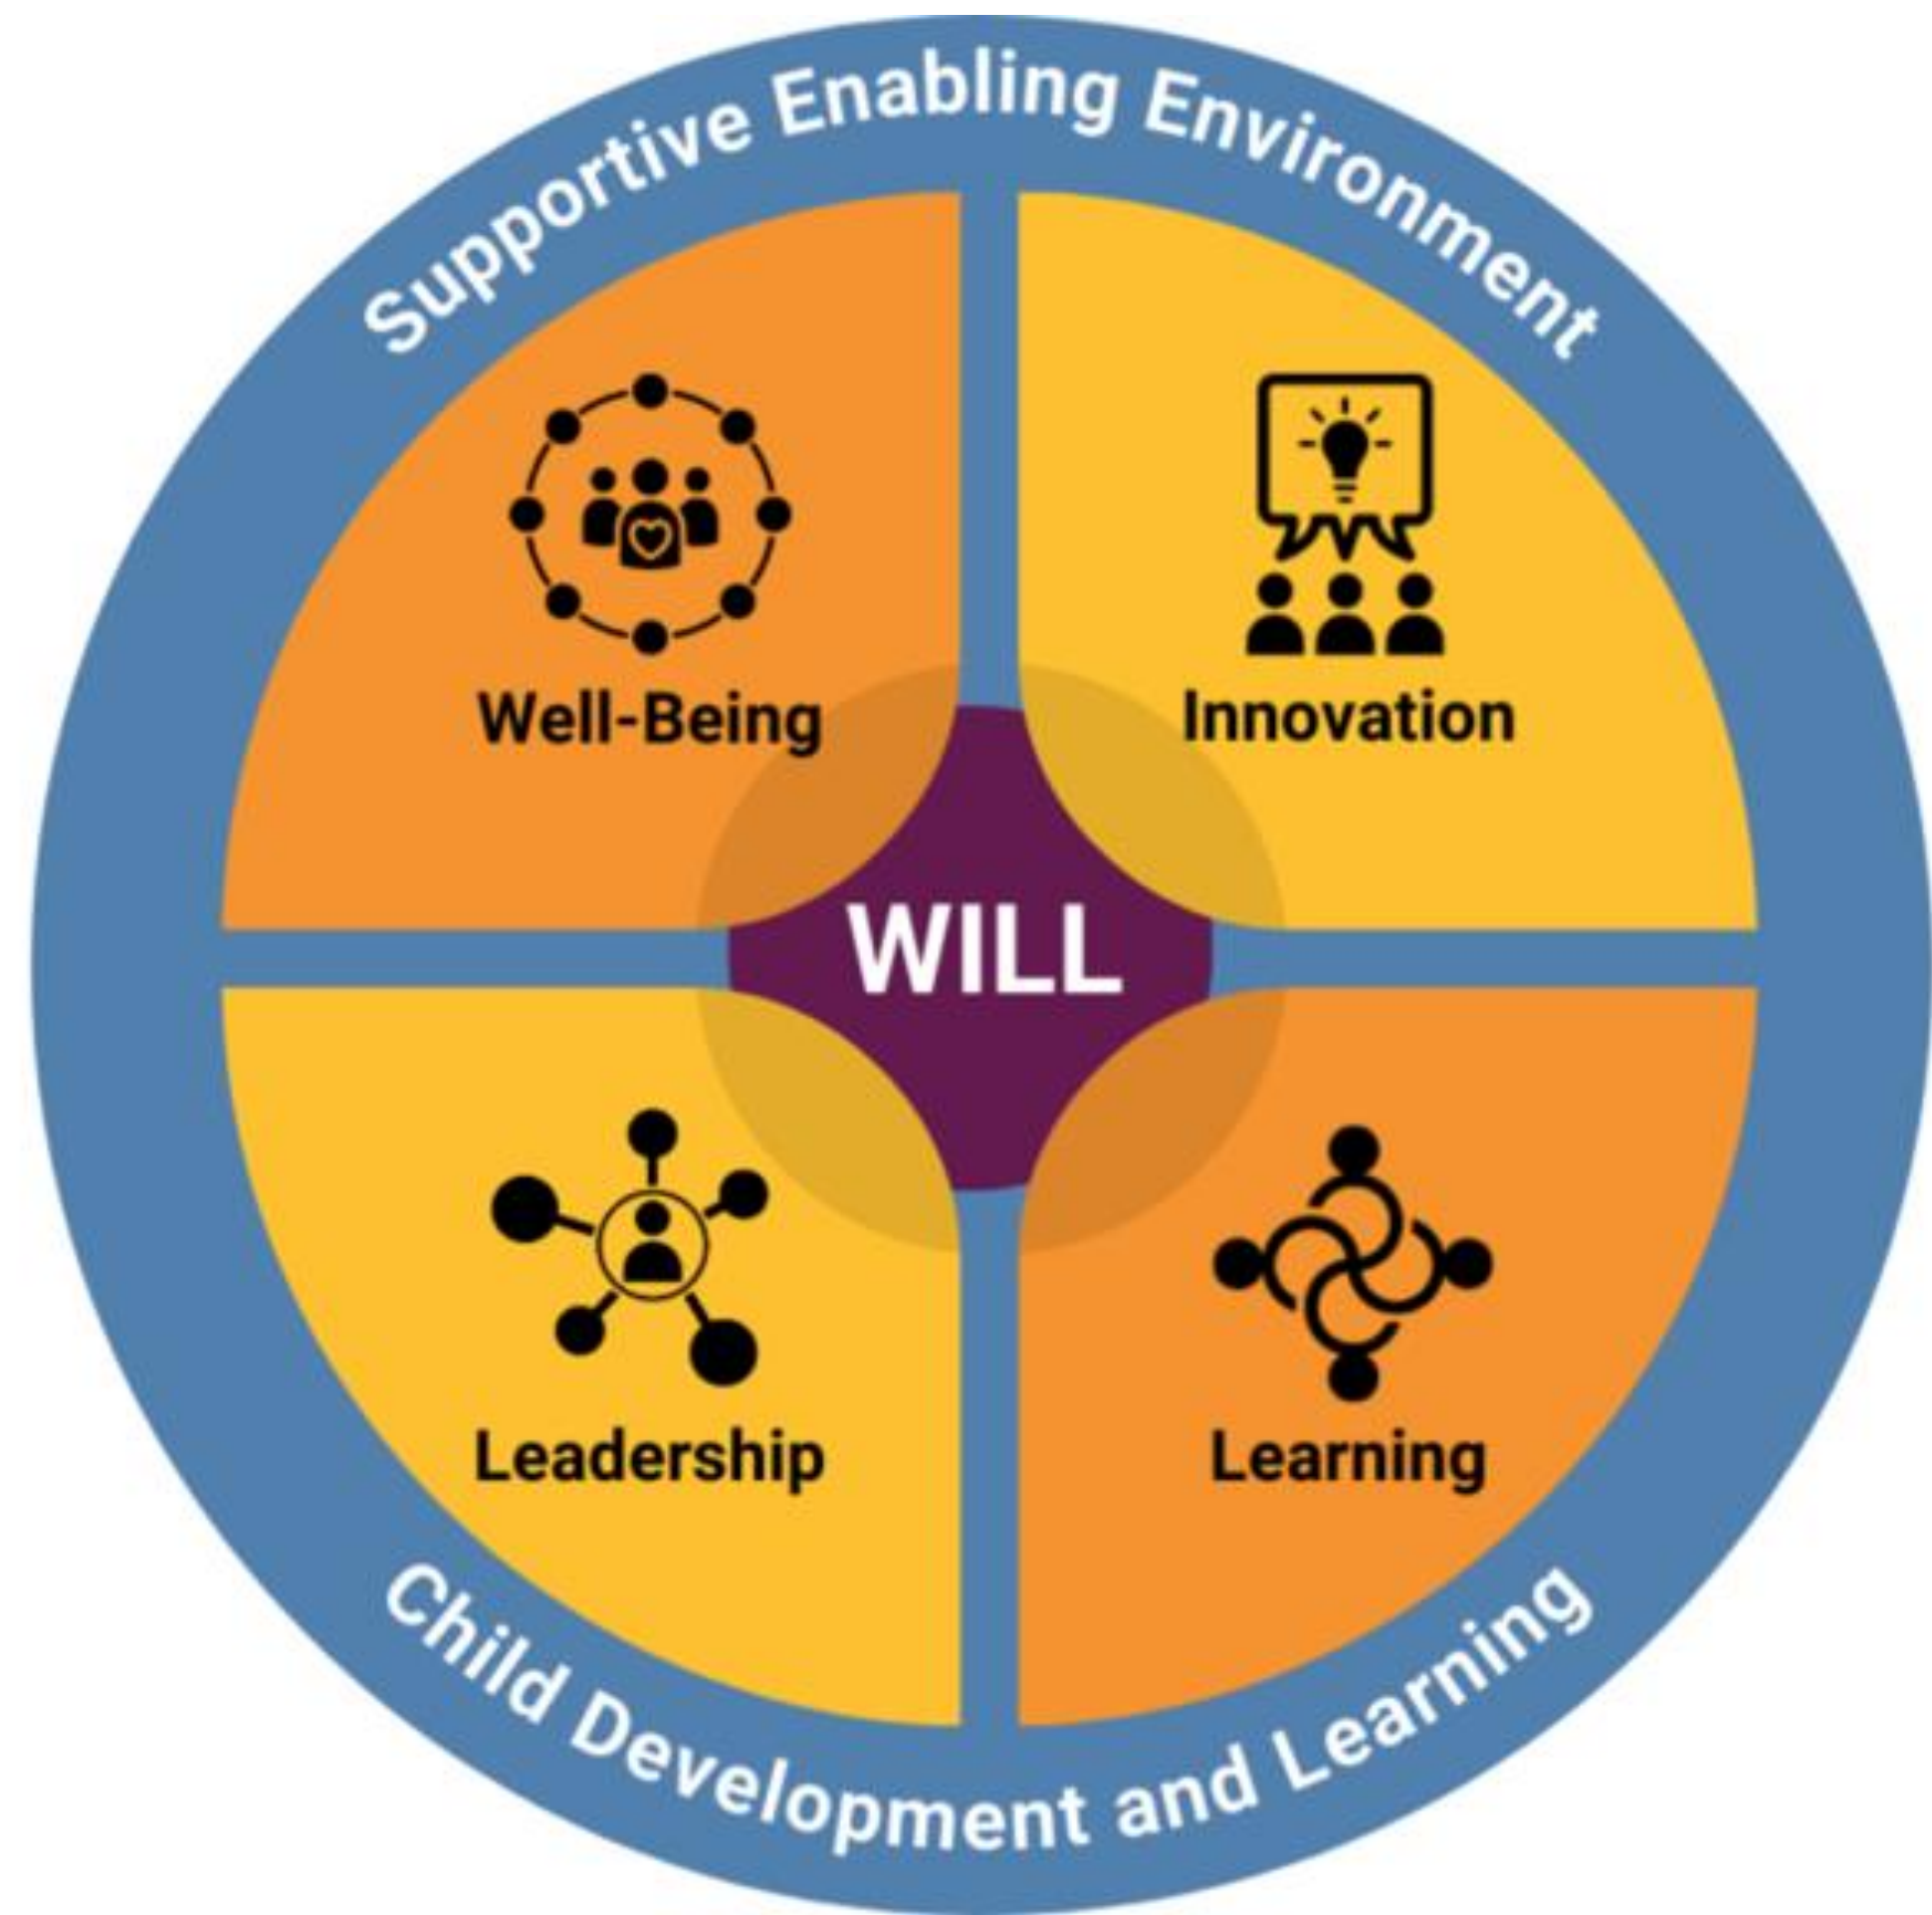 Supportive Enabling Environment
Well-Being
Innovation
WILL
Leadership
Learning
Child Development and Learning